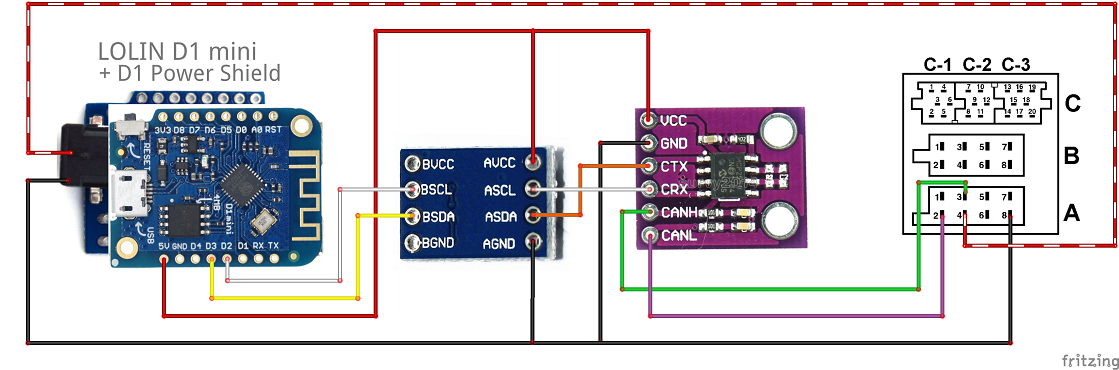 LOLIN D1 mini
+ D1 Power Shield
3V3 D8 D7 D6 D5 D0 A0 RST
RESET
D1mini
4MB
USB
5V GND D4 D3 D2 D1 RX TX
BVCC AVCC
BSCL ASCL
BSDA ASDA
BGND AGND
VCC
GND
CTX
CRX
CANH
CANL
C-1 C-2 C-3
1 4 7 10 13 16 19
3 6 9 12 15 18
2 5 8 11 14 17 20
C
1 3 5 7
2 4 6 8
B
1 3 5 7
2 4 6 8
A
fritzing